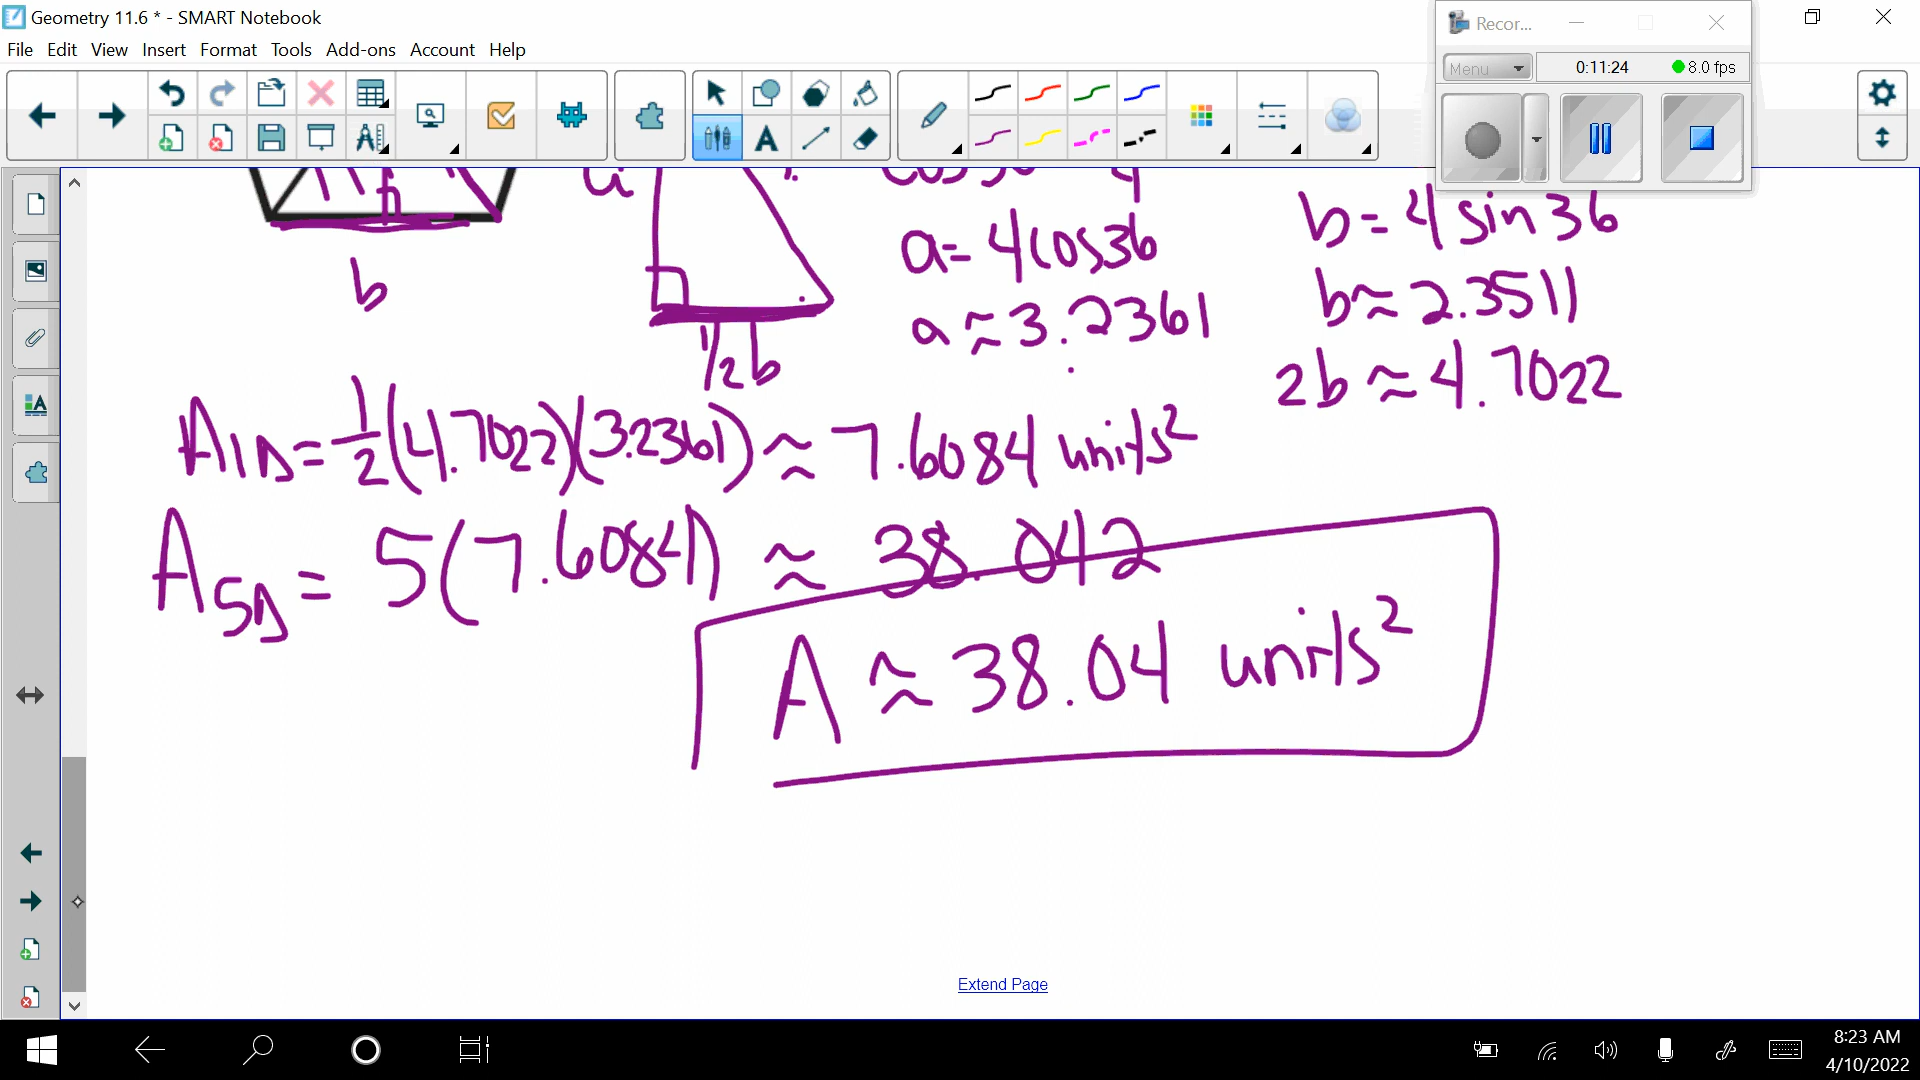 Geometry 11.6 * - SMART Notebook
File Edit View Insert Format Tools Add-ons Account Help
Recor...
Menu
0:11:24
8.0 fps
b
a
1/2 b
a = 4cos36
a ≈ 3.2361
b = 4 sin 36
b ≈ 2.3511
2b ≈ 4.7022
A1Δ = 1/2(4.7022)(3.2361) ≈ 7.6084 units²
A5Δ = 5(7.6084) ≈ 38.042
A ≈ 38.04 units²
Extend Page
8:23 AM
4/10/2022